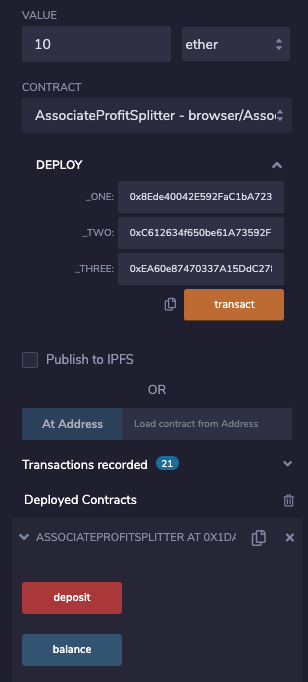 VALUE
10 ether
CONTRACT
AssociateProfitSplitter - browser/Asso
DEPLOY
_ONE: 0x8Ede40042E592FaC1bA723
_TWO: 0xC612634f650be61A73592F
_THREE: 0xEA60e87470337A15DdC278
transact
Publish to IPFS
OR
At Address Load contract from Address
Transactions recorded 21
Deployed Contracts
ASSOCIATEPROFITSPLITTER AT 0X1DA
deposit
balance